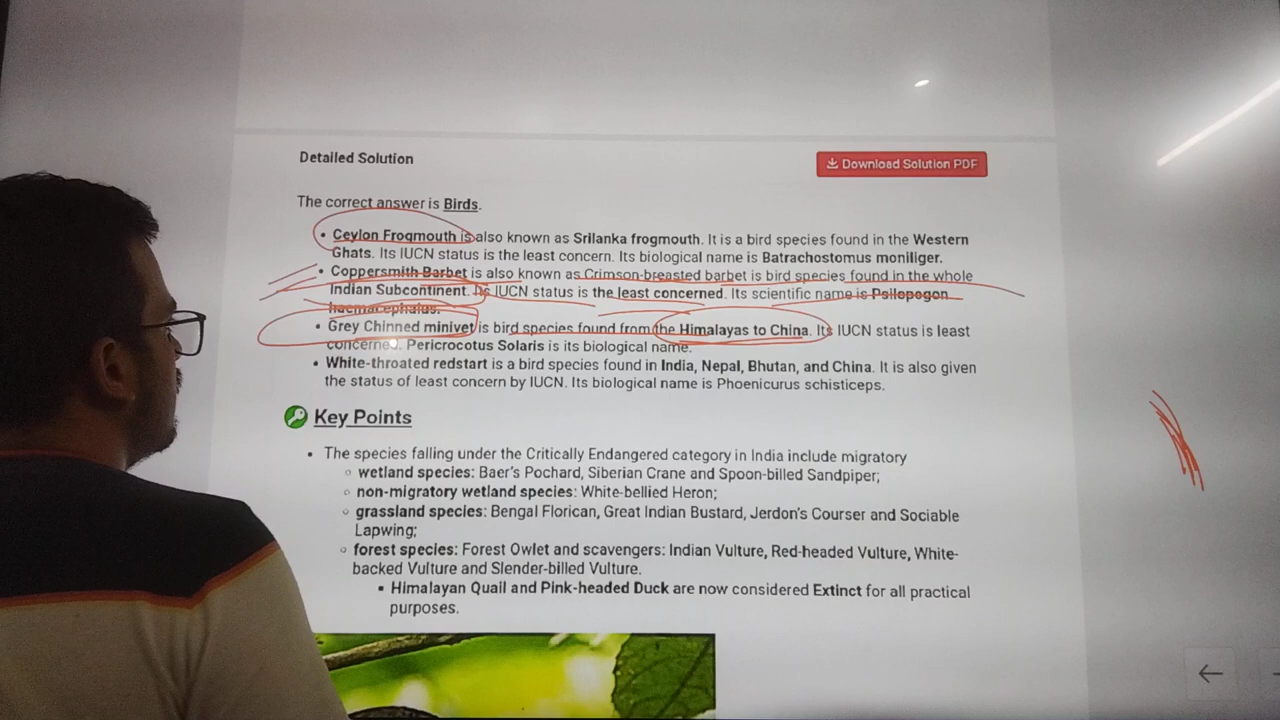 Detailed Solution
Download Solution PDF
The correct answer is Birds.
• Ceylon Frogmouth is also known as Srilanka frogmouth. It is a bird species found in the Western
Ghats. Its IUCN status is the least concern. Its biological name is Batrachostomus moniliger.
• Coppersmith Barbet is also known as Crimson-breasted barbet is bird species found in the whole
Indian Subcontinent. Its IUCN status is the least concerned. Its scientific name is Psilopogon
haemacephalus.
• Grey Chinned minivet is bird species found from the Himalayas to China. Its IUCN status is least
concerned. Pericrocotus Solaris is its biological name.
• White-throated redstart is a bird species found in India, Nepal, Bhutan, and China. It is also given
the status of least concern by IUCN. Its biological name is Phoenicurus schisticeps.
Key Points
• The species falling under the Critically Endangered category in India include migratory
◦ wetland species: Baer's Pochard, Siberian Crane and Spoon-billed Sandpiper;
◦ non-migratory wetland species: White-bellied Heron;
◦ grassland species: Bengal Florican, Great Indian Bustard, Jerdon's Courser and Sociable
Lapwing;
◦ forest species: Forest Owlet and scavengers: Indian Vulture, Red-headed Vulture, White-
backed Vulture and Slender-billed Vulture.
▪ Himalayan Quail and Pink-headed Duck are now considered Extinct for all practical
purposes.